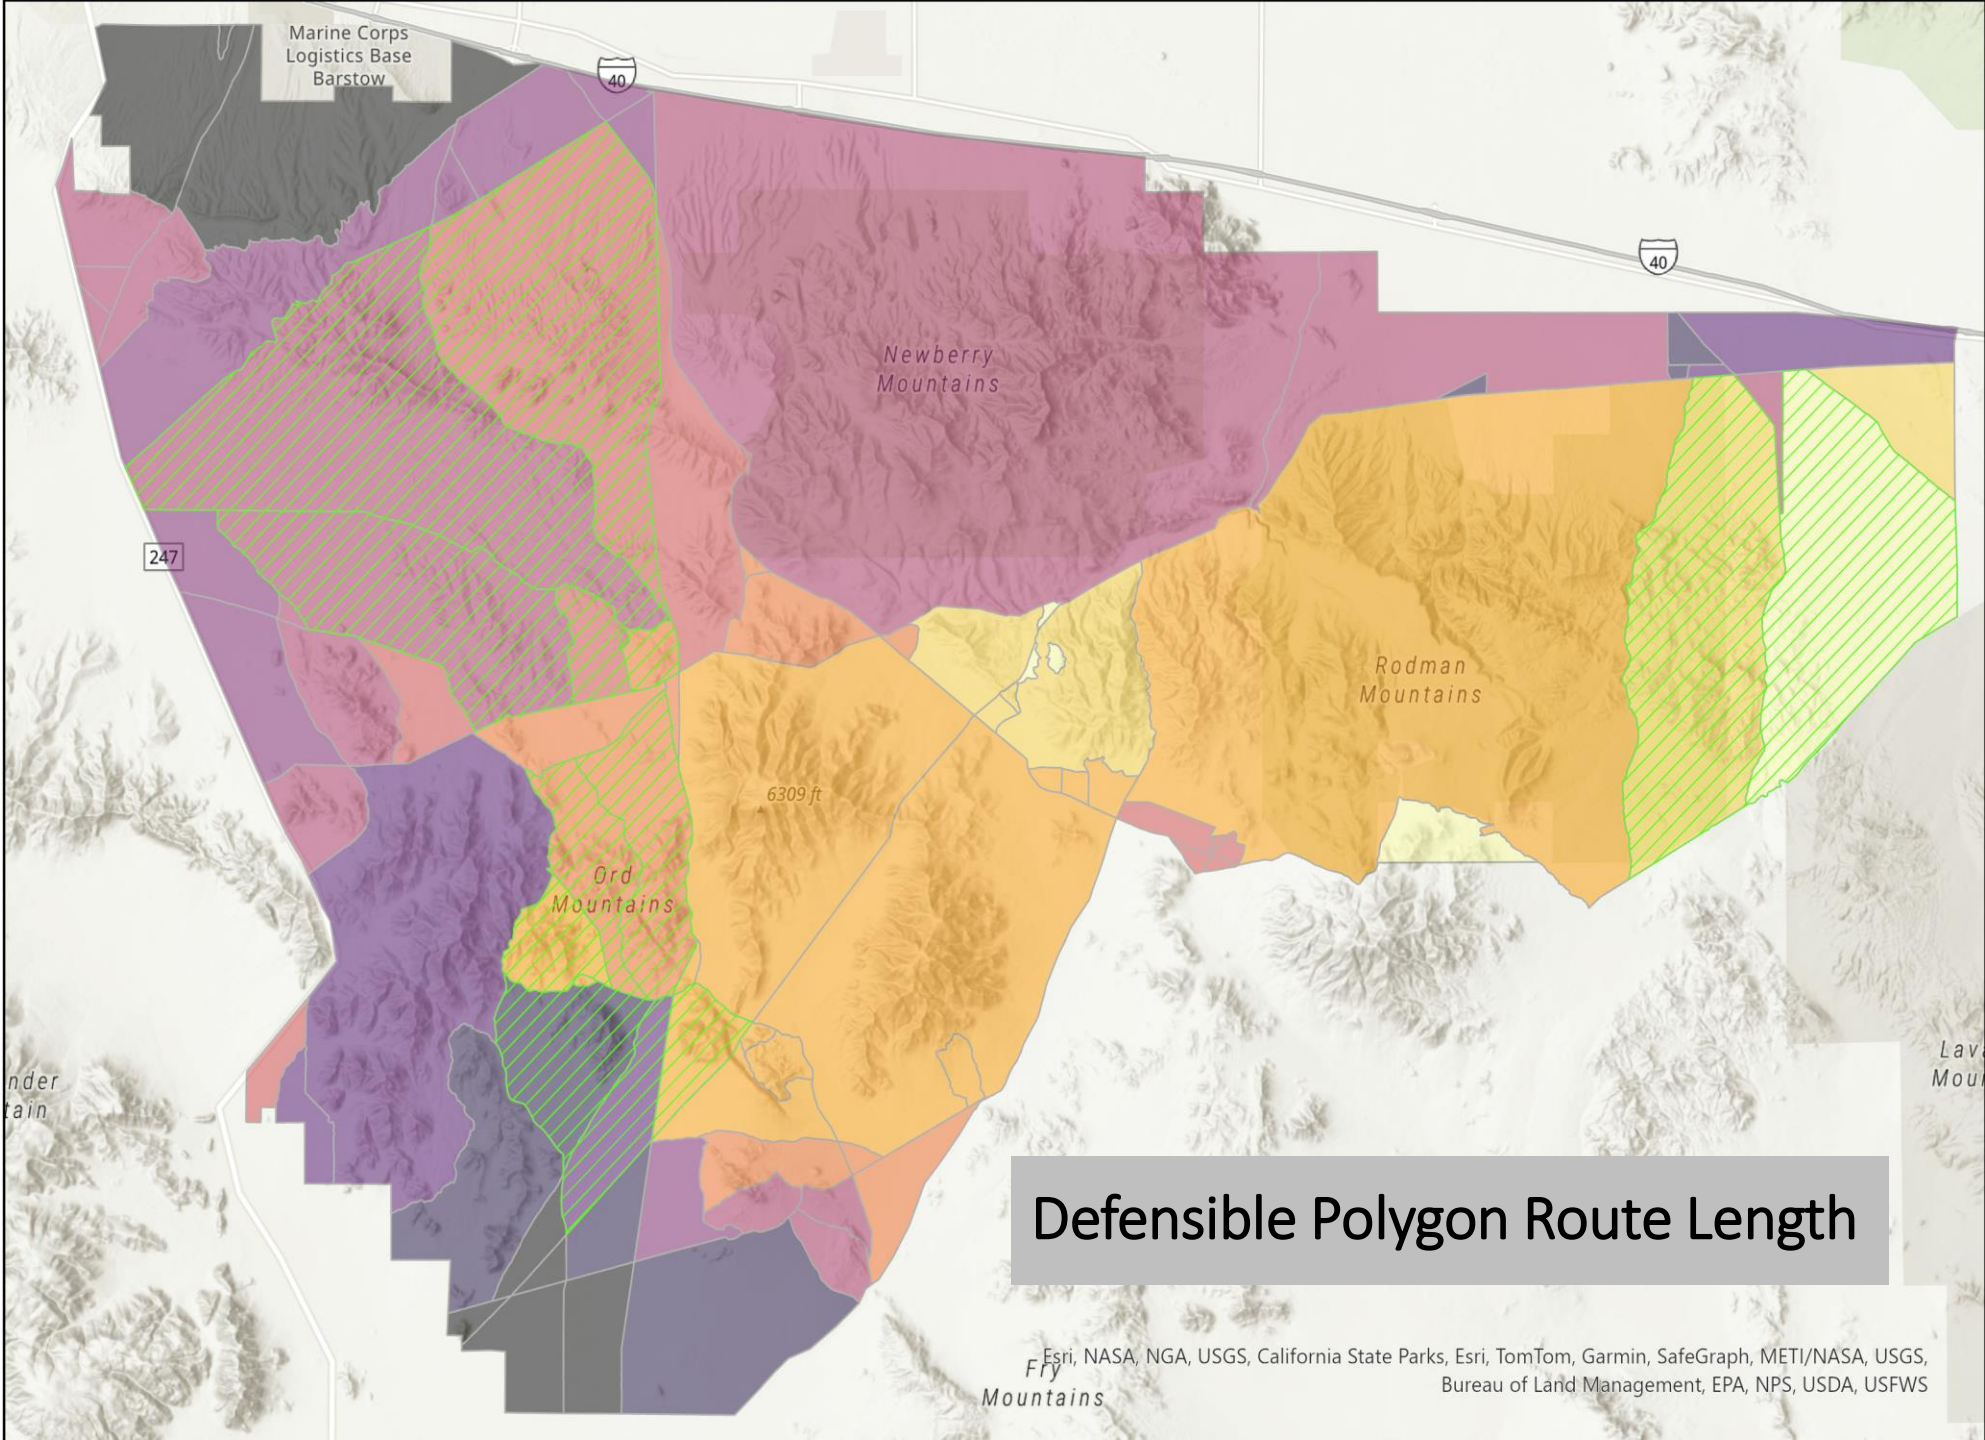 Marine Corps
Logistics Base
Barstow
40
40
Newberry
Mountains
247
Rodman
Mountains
6309 ft
Ord
Mountains
Lava
Moun
nder
tain
Defensible Polygon Route Length
Fry
Mountains
Esri, NASA, NGA, USGS, California State Parks, Esri, TomTom, Garmin, SafeGraph, METI/NASA, USGS,
Bureau of Land Management, EPA, NPS, USDA, USFWS